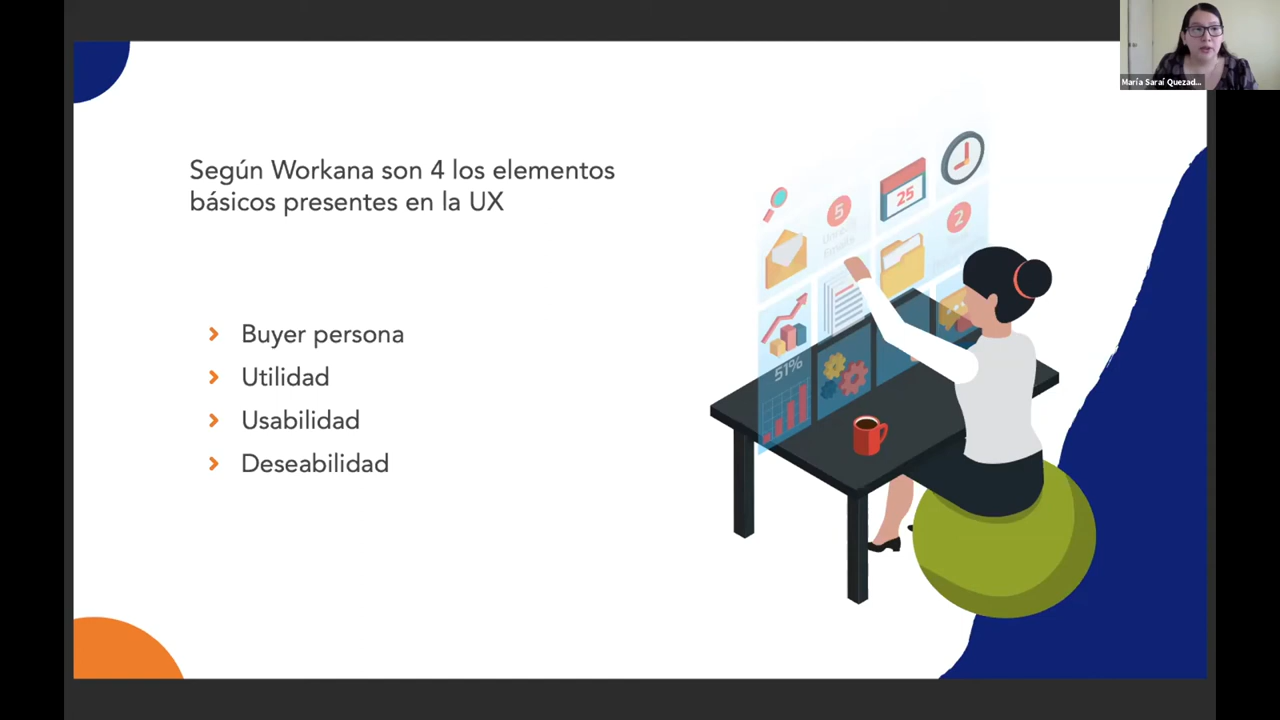 María Saraí Quezad...
Según Workana son 4 los elementos
básicos presentes en la UX
Buyer persona
Utilidad
Usabilidad
Deseabilidad
25
5
2
51%